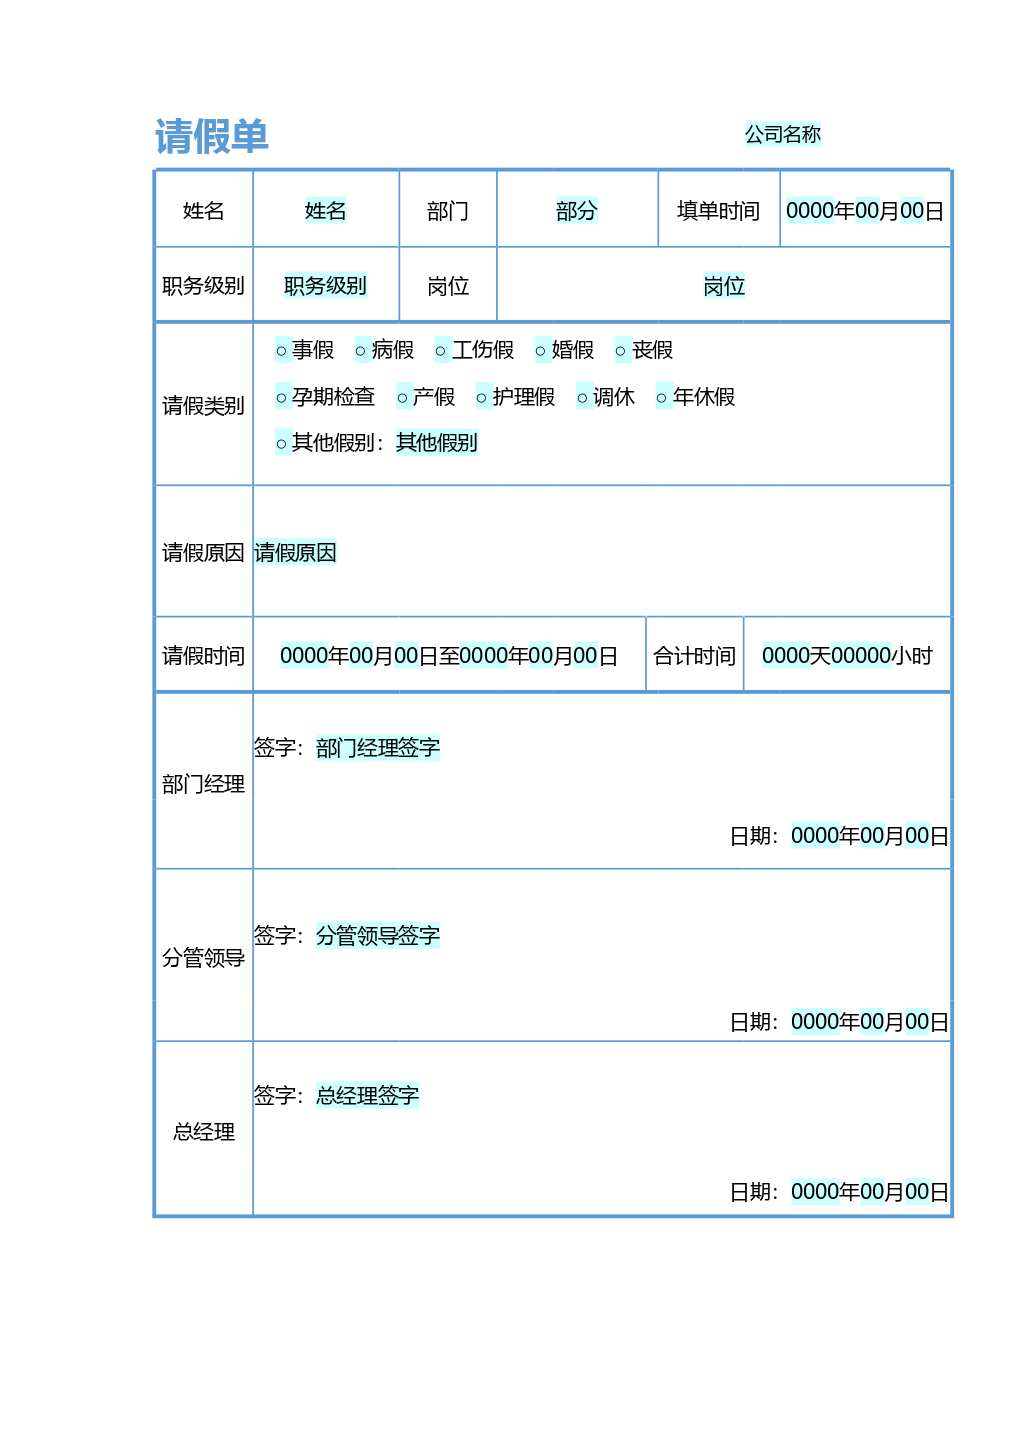 请假单 公司名称
姓名 姓名 部门 部分 填单时间 0000年00月00日
职务级别 职务级别 岗位 岗位
○事假 ○病假 ○工伤假 ○婚假 ○丧假
请假类别
○孕期检查 ○产假 ○护理假 ○调休 ○年休假
○其他假别：其他假别
请假原因 请假原因
请假时间 0000年00月00日至0000年00月00日 合计时间 0000天00000小时
签字：部门经理签字
部门经理
日期：0000年00月00日
签字：分管领导签字
分管领导
日期：0000年00月00日
签字：总经理签字
总经理
日期：0000年00月00日